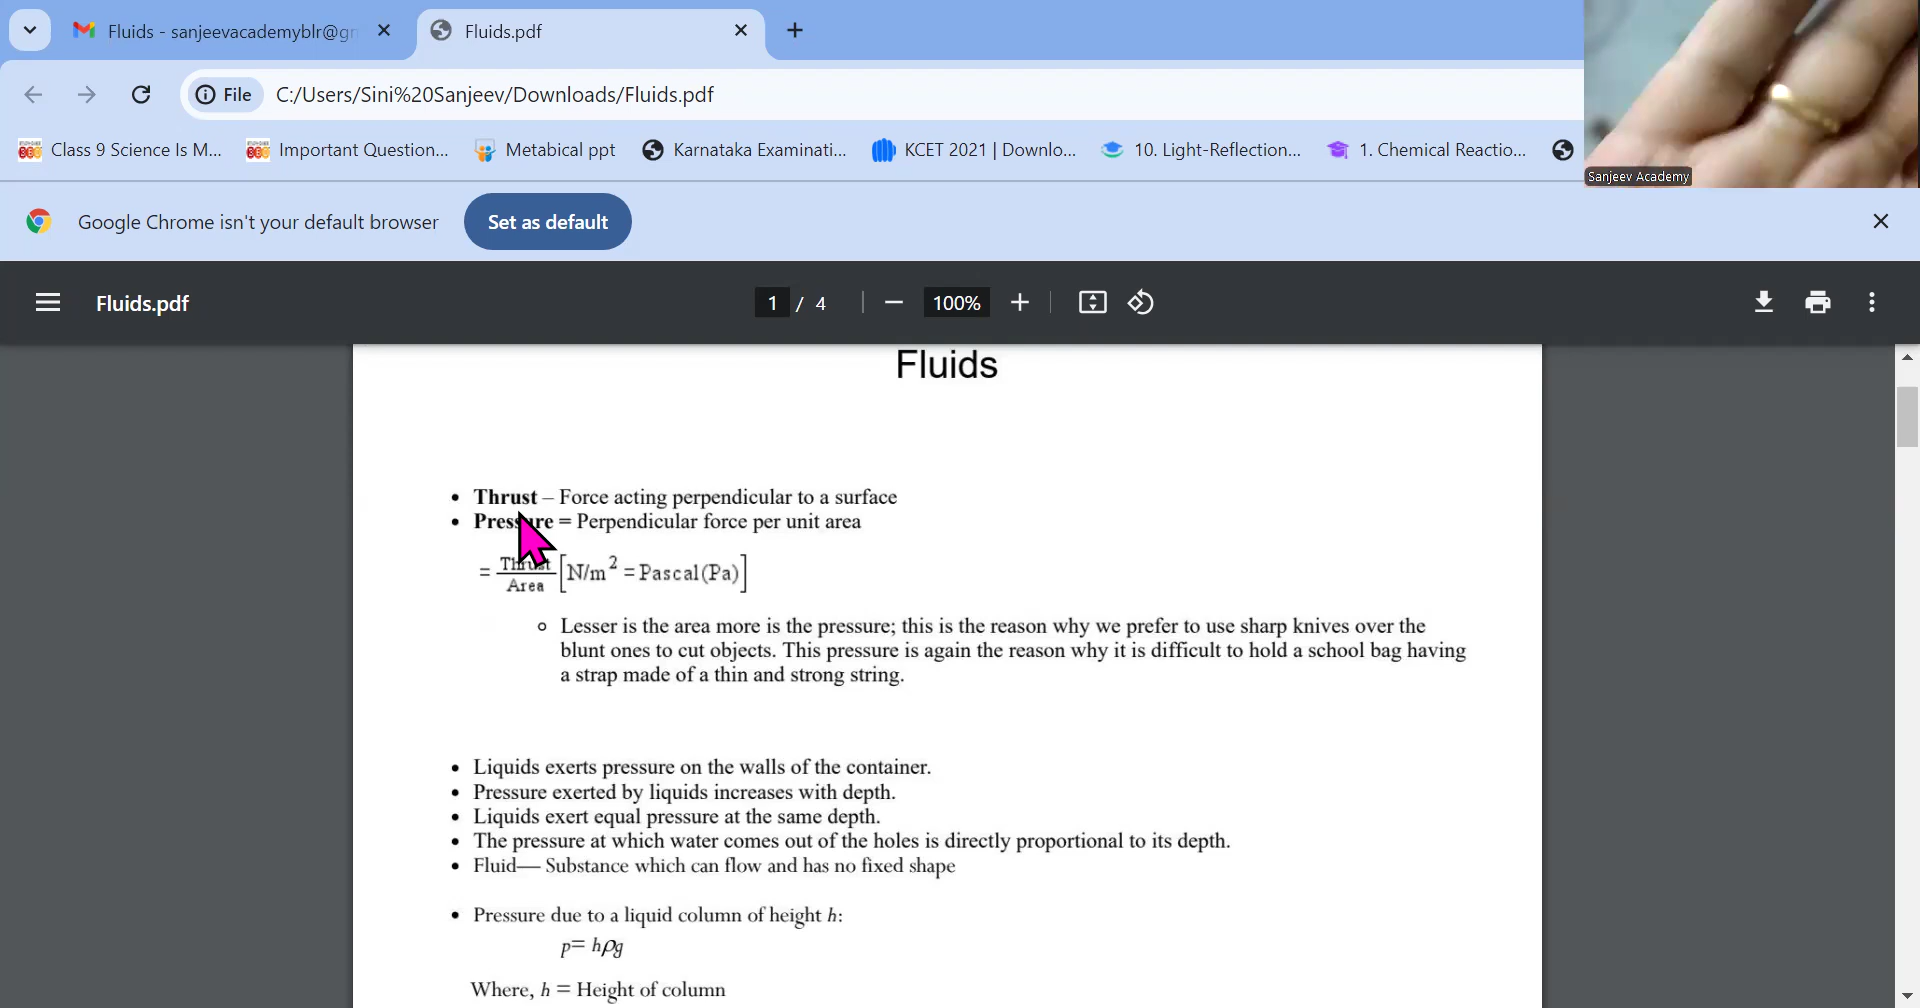 Fluids - sanjeevacademyblr@gn
Fluids.pdf
File
C:/Users/Sini%20Sanjeev/Downloads/Fluids.pdf
Class 9 Science Is M...
Important Question...
Metabical ppt
Karnataka Examinati...
KCET 2021 | Downlo...
10. Light-Reflection...
1. Chemical Reactio...
Sanjeev Academy
Google Chrome isn't your default browser
Set as default
Fluids.pdf
1 / 4
100%
Fluids
• Thrust – Force acting perpendicular to a surface
• Pressure = Perpendicular force per unit area
= Thrust/Area [N/m² = Pascal(Pa)]
o Lesser is the area more is the pressure; this is the reason why we prefer to use sharp knives over the
blunt ones to cut objects. This pressure is again the reason why it is difficult to hold a school bag having
a strap made of a thin and strong string.
• Liquids exerts pressure on the walls of the container.
• Pressure exerted by liquids increases with depth.
• Liquids exert equal pressure at the same depth.
• The pressure at which water comes out of the holes is directly proportional to its depth.
• Fluid— Substance which can flow and has no fixed shape
• Pressure due to a liquid column of height h:
p= hρg
Where, h = Height of column